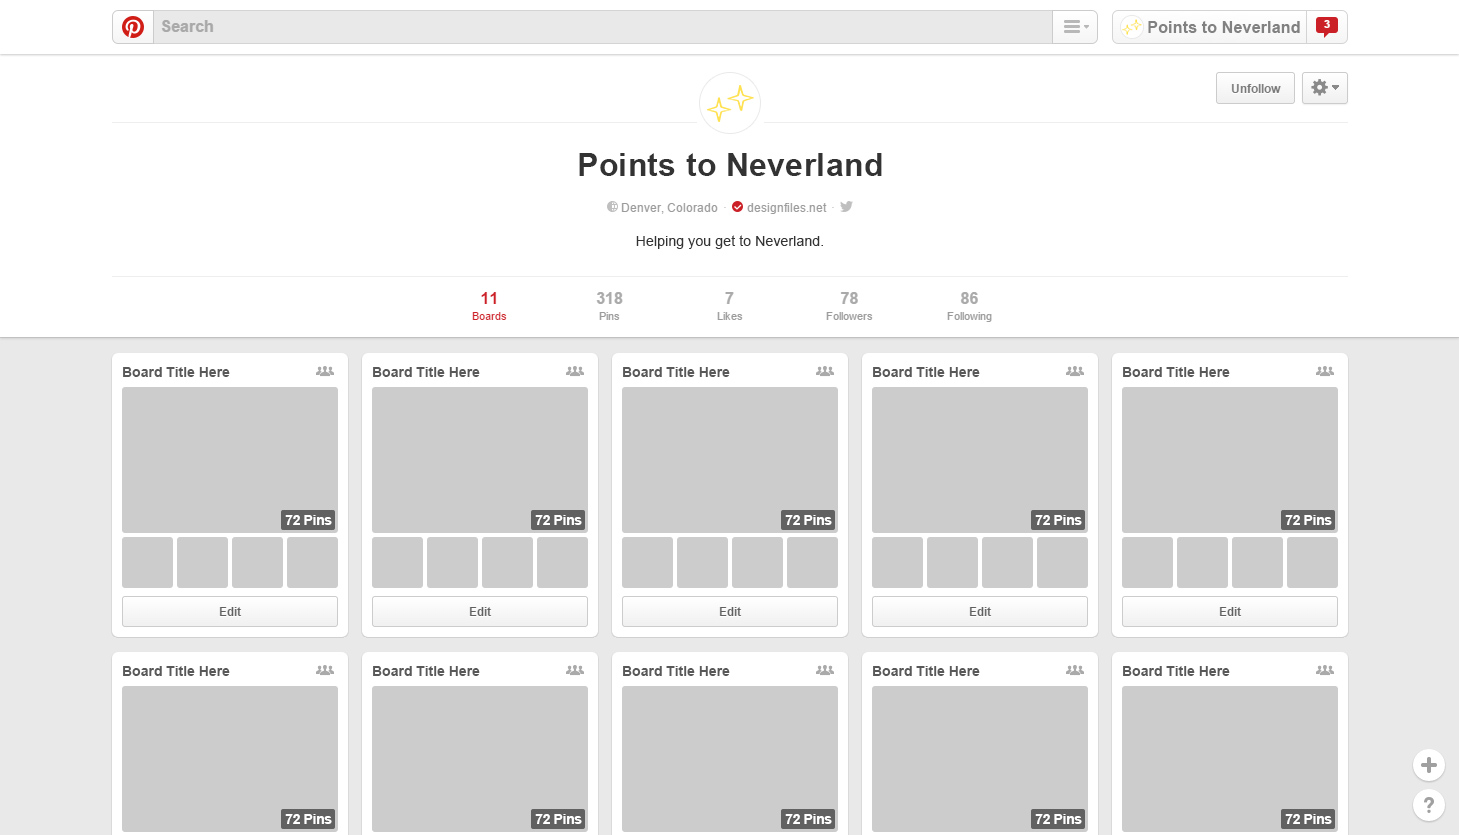 Search
Points to Neverland
3
Unfollow
Points to Neverland
Denver, Colorado · designfiles.net ·
Helping you get to Neverland.
11 318 7 78 86
Boards Pins Likes Followers Following
Board Title Here Board Title Here Board Title Here Board Title Here Board Title Here
72 Pins 72 Pins 72 Pins 72 Pins 72 Pins
Edit Edit Edit Edit Edit
Board Title Here Board Title Here Board Title Here Board Title Here Board Title Here
?
72 Pins 72 Pins 72 Pins 72 Pins 72 Pins